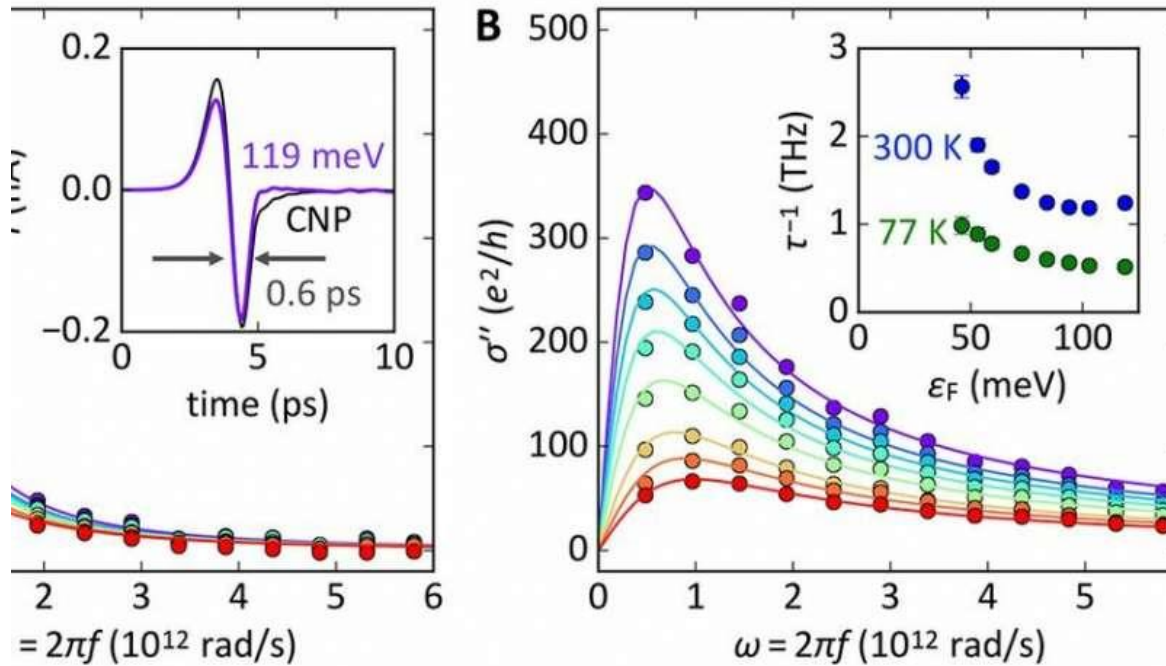 0.2
0.0
−0.2
119 meV
CNP
0.6 ps
0 5 10
time (ps)
2 3 4 5 6
= 2πf (10¹² rad/s)
B
500
400
300
200
100
0
σ′′ (e²/h)
0 1 2 3 4 5
ω = 2πf (10¹² rad/s)
3
2
1
0
τ⁻¹ (THz)
300 K
77 K
0 50 100
εF (meV)